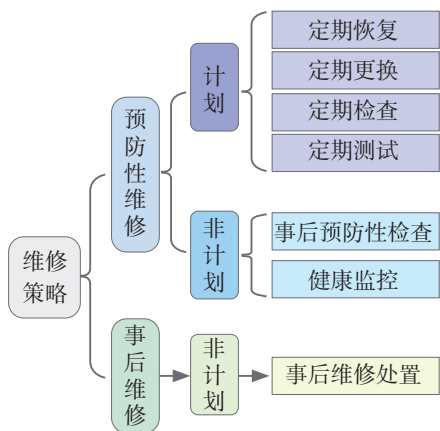 维修
策略
预防性维修
计划
定期恢复
定期更换
定期检查
定期测试
非计划
事后预防性检查
健康监控
事后维修
非计划
事后维修处置